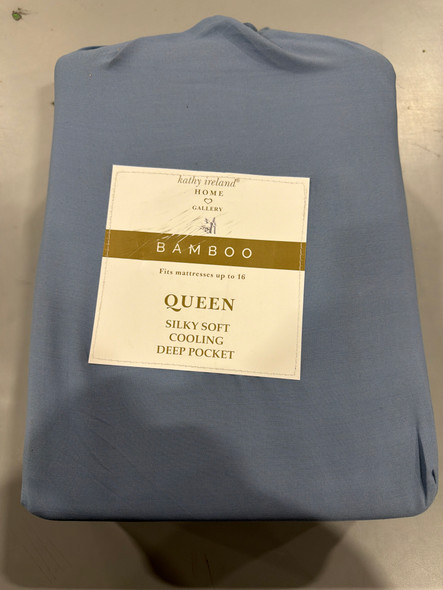 kathy ireland®
HOME
GALLERY
BAMBOO
Fits mattresses up to 16
QUEEN
SILKY SOFT
COOLING
DEEP POCKET